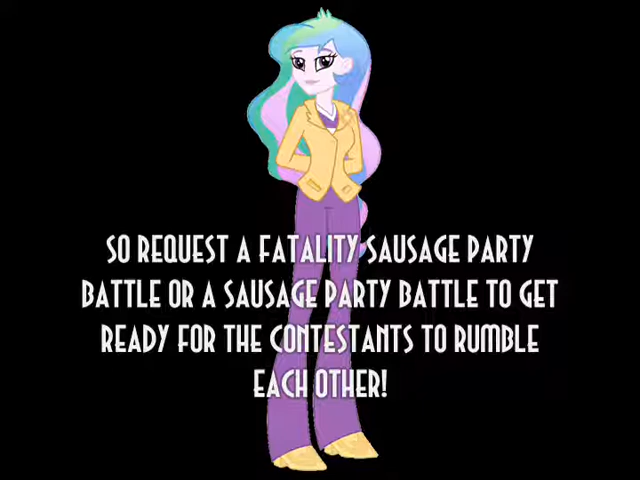 SO REQUEST A FATALITY SAUSAGE PARTY
BATTLE OR A SAUSAGE PARTY BATTLE TO GET
READY FOR THE CONTESTANTS TO RUMBLE
EACH OTHER!